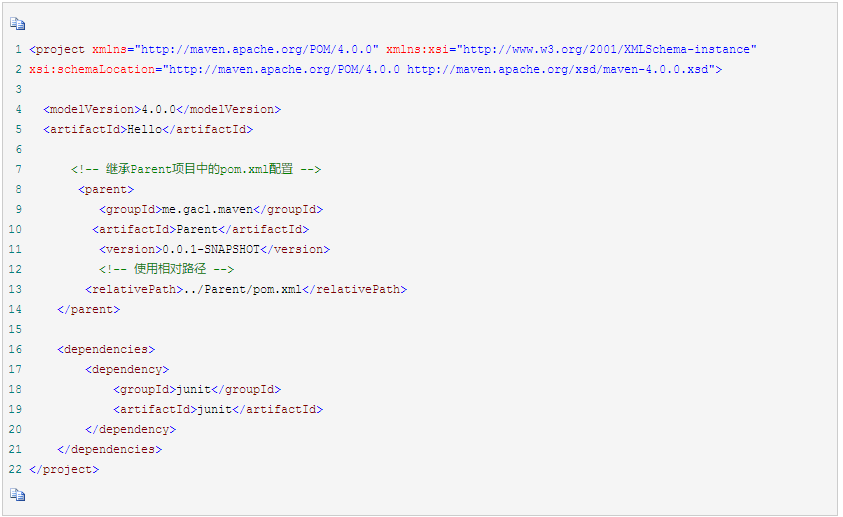 1 <project xmlns="http://maven.apache.org/POM/4.0.0" xmlns:xsi="http://www.w3.org/2001/XMLSchema-instance"
2 xsi:schemaLocation="http://maven.apache.org/POM/4.0.0 http://maven.apache.org/xsd/maven-4.0.0.xsd">
3
4   <modelVersion>4.0.0</modelVersion>
5   <artifactId>Hello</artifactId>
6
7       <!-- 继承Parent项目中的pom.xml配置 -->
8        <parent>
9           <groupId>me.gacl.maven</groupId>
10          <artifactId>Parent</artifactId>
11           <version>0.0.1-SNAPSHOT</version>
12           <!-- 使用相对路径 -->
13         <relativePath>../Parent/pom.xml</relativePath>
14     </parent>
15
16     <dependencies>
17         <dependency>
18             <groupId>junit</groupId>
19             <artifactId>junit</artifactId>
20         </dependency>
21     </dependencies>
22 </project>